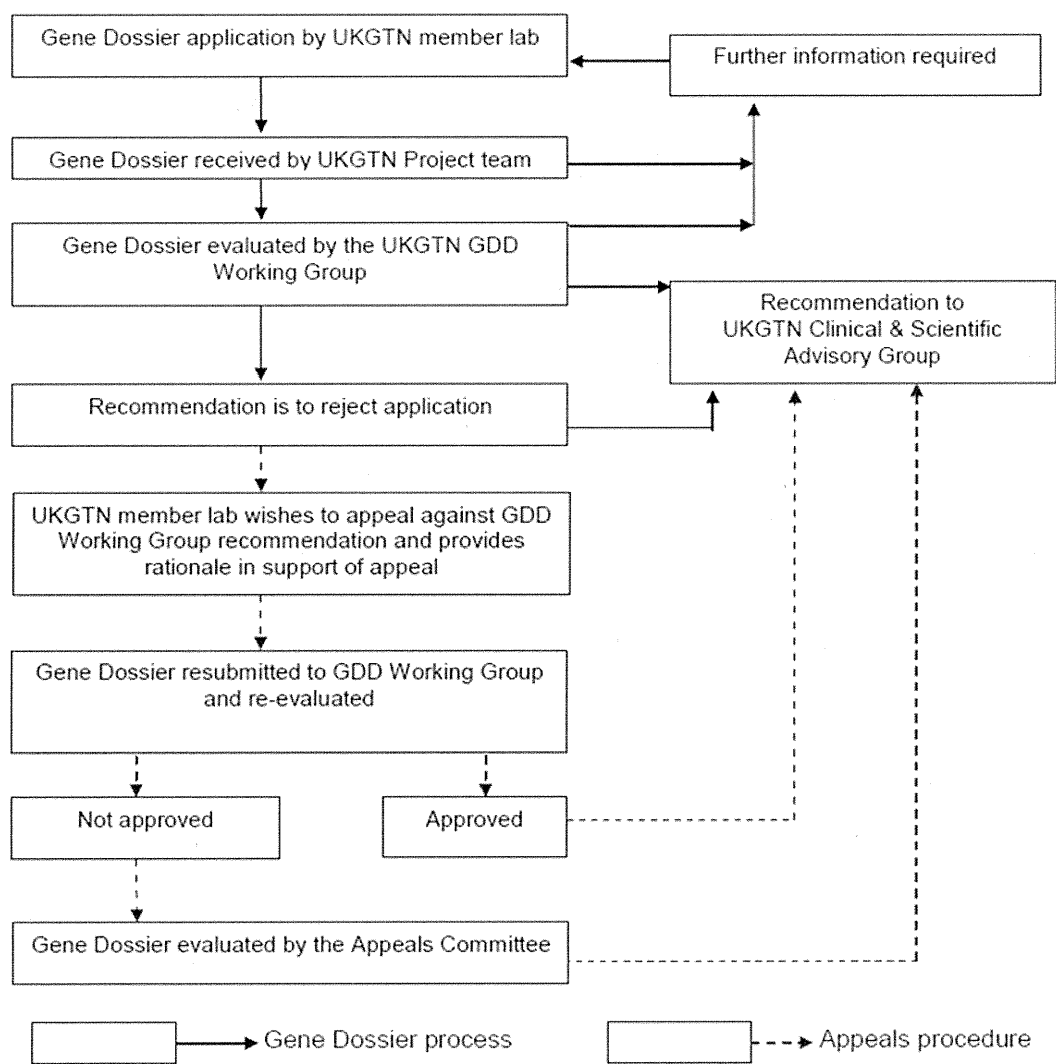 Gene Dossier application by UKGTN member lab
Further information required
Gene Dossier received by UKGTN Project team
Gene Dossier evaluated by the UKGTN GDD
Working Group
Recommendation to
UKGTN Clinical & Scientific
Advisory Group
Recommendation is to reject application
UKGTN member lab wishes to appeal against GDD
Working Group recommendation and provides
rationale in support of appeal
Gene Dossier resubmitted to GDD Working Group
and re-evaluated
Not approved
Approved
Gene Dossier evaluated by the Appeals Committee
Gene Dossier process
Appeals procedure